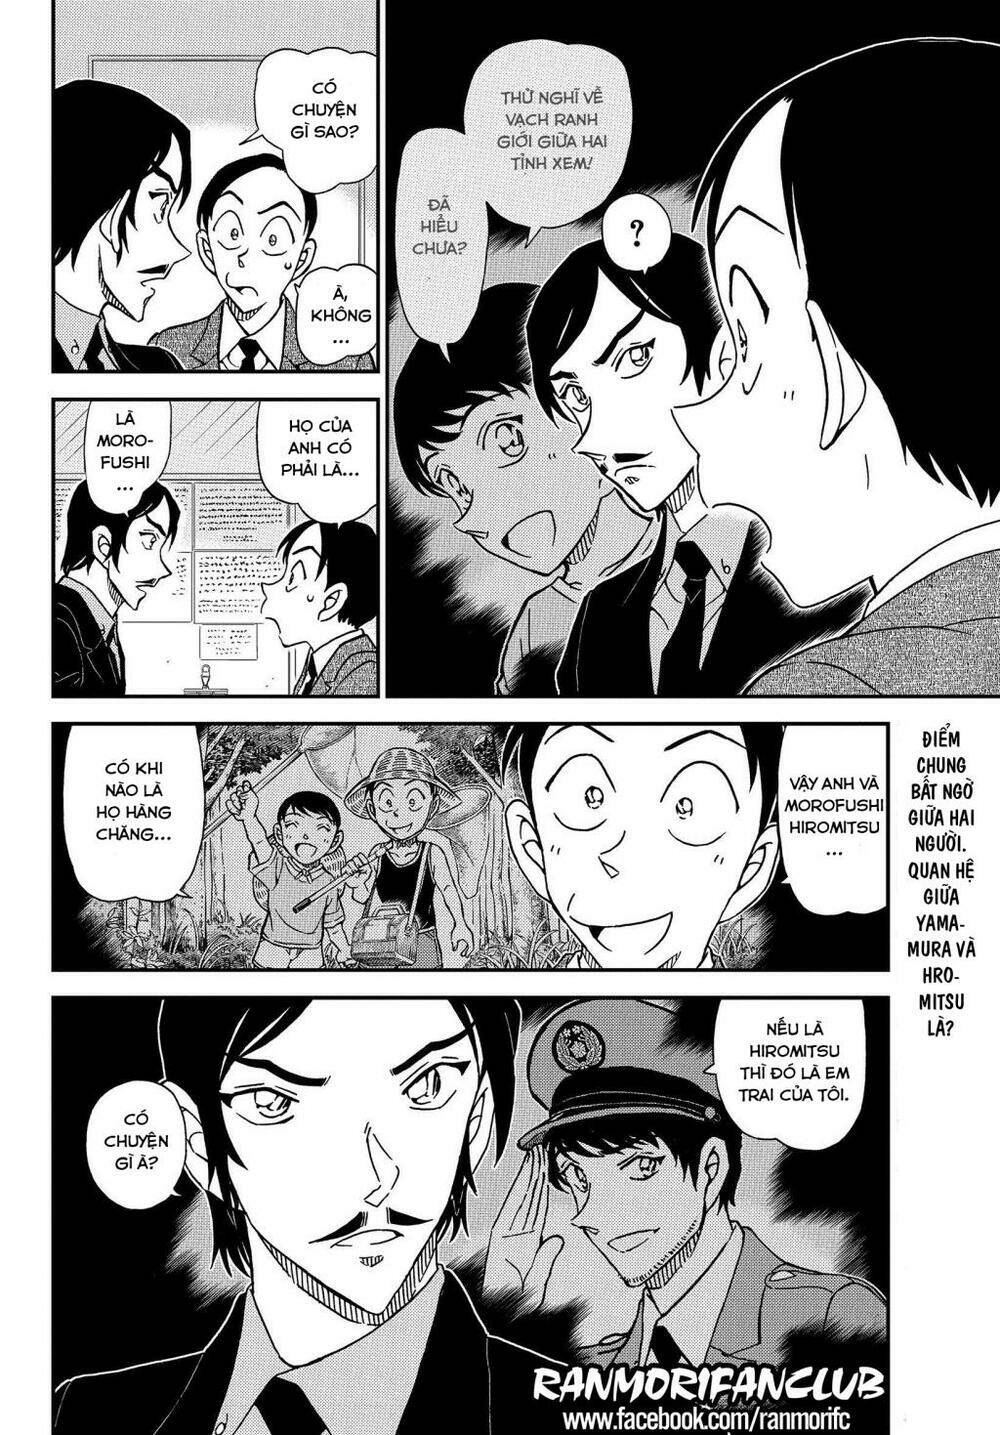 THỬ NGHĨ VỀ
VẠCH RANH
GIỚI GIỮA HAI
TỈNH XEM!
ĐÃ
HIỂU
CHƯA?
?
CÓ
CHUYỆN
GÌ SAO?
À,
KHÔNG
...
HỌ CỦA
ANH CÓ
PHẢI LÀ...
LÀ
MORO-
FUSHI
...
VẬY ANH VÀ
MOROFUSHI
HIROMITSU
...
CÓ KHI
NÀO LÀ
HỌ HÀNG
CHĂNG...
ĐIỂM
CHUNG
BẤT NGỜ
GIỮA HAI
NGƯỜI.
QUAN HỆ
GIỮA
YAMA-
MURA VÀ
HRO-
MITSU
LÀ?
NẾU LÀ
HIROMITSU
THÌ ĐÓ LÀ EM
TRAI CỦA TÔI.
CÓ
CHUYỆN
GÌ À?
RANMORIFANCLUB
www.facebook.com/ranmorifc